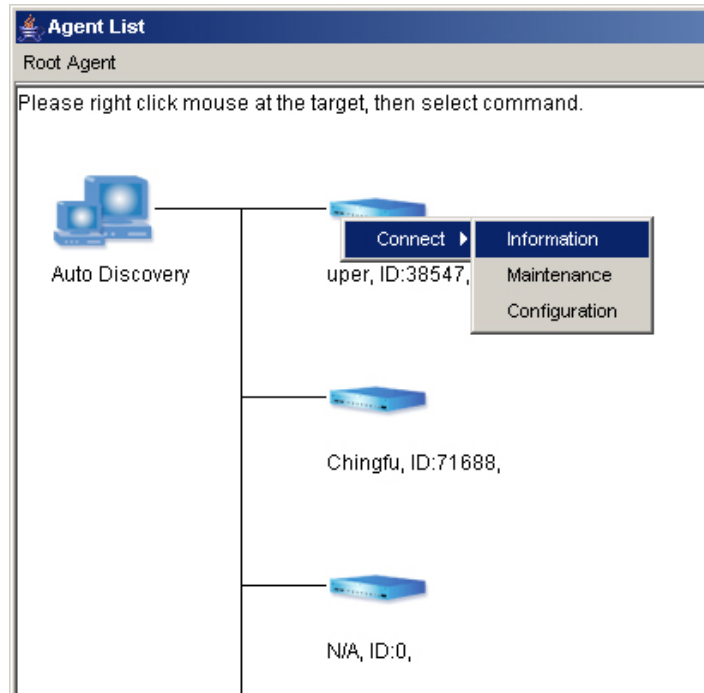 Agent List
Root Agent
Please right click mouse at the target, then select command.
Connect
Information
Auto Discovery
uper, ID:38547,
Maintenance
Configuration
Chingfu, ID:71688,
N/A, ID:0,